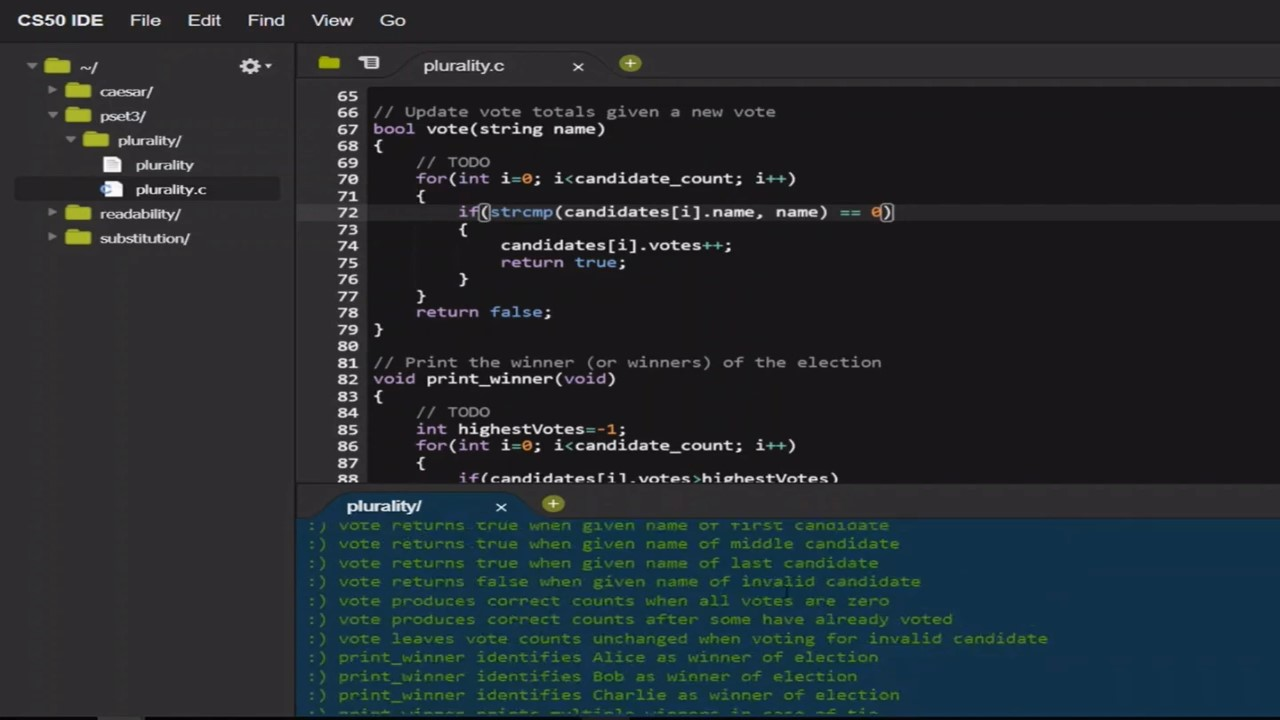 CS50 IDE File Edit Find View Go
~/
caesar/
pset3/
plurality/
plurality
plurality.c
readability/
substitution/
plurality.c × +
65
66 // Update vote totals given a new vote
67 bool vote(string name)
68 {
69 // TODO
70 for(int i=0; i<candidate_count; i++)
71 {
72 if(strcmp(candidates[i].name, name) == 0)
73 {
74 candidates[i].votes++;
75 return true;
76 }
77 }
78 return false;
79 }
80
81 // Print the winner (or winners) of the election
82 void print_winner(void)
83 {
84 // TODO
85 int highestVotes=-1;
86 for(int i=0; i<candidate_count; i++)
87 {
88 if(candidates[i].votes>highestVotes)
plurality/ × +
:) vote returns true when given name of first candidate
:) vote returns true when given name of middle candidate
:) vote returns true when given name of last candidate
:) vote returns false when given name of invalid candidate
:) vote produces correct counts when all votes are zero
:) vote produces correct counts after some have already voted
:) vote leaves vote counts unchanged when voting for invalid candidate
:) print_winner identifies Alice as winner of election
:) print_winner identifies Bob as winner of election
:) print_winner identifies Charlie as winner of election
:) print_winner prints multiple winners in case of tie